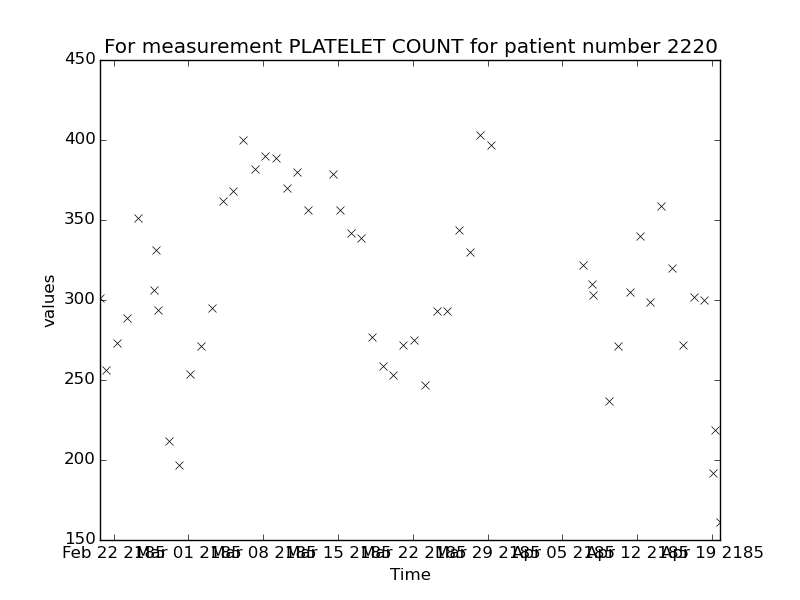 For measurement PLATELET COUNT for patient number 2220
450
400
350
300
250
200
150
values
Feb 22 2185 Mar 01 2185 Mar 08 2185 Mar 15 2185 Mar 22 2185 Mar 29 2185 Apr 05 2185 Apr 12 2185 Apr 19 2185
Time